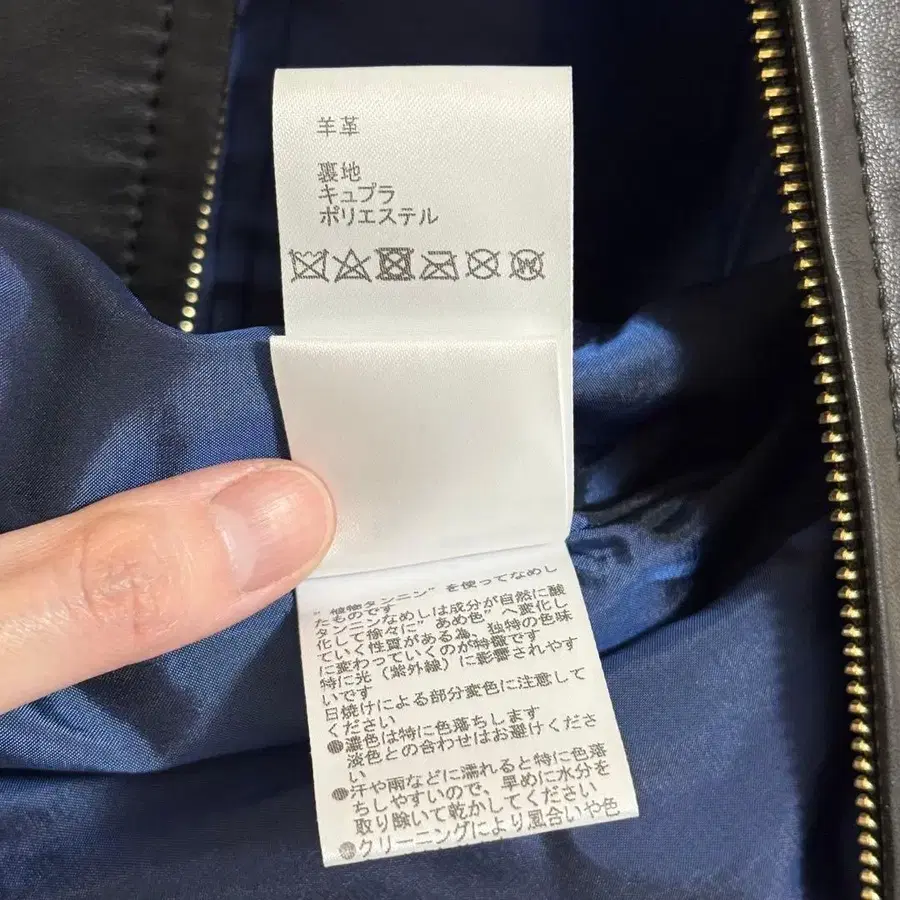 羊革
裏地
キュプラ
ポリエステル
"植物タンニン"を使ってなめし
たものです
タンニンなめしは成分が自然に酸
化して徐々に"あめ色"へ変化し
ていく性質がある為、独特の色味
に変わっていくのが特徴です
特に光(紫外線)に影響されやす
いです
日焼けによる部分変色に注意して
ください
●濃色は特に色落ちします
淡色との合わせはお避けくださ
い
●汗や雨などに濡れると特に色落
ちしやすいので、早めに水分を
取り除いて乾かしてください
●クリーニングにより風合いや色